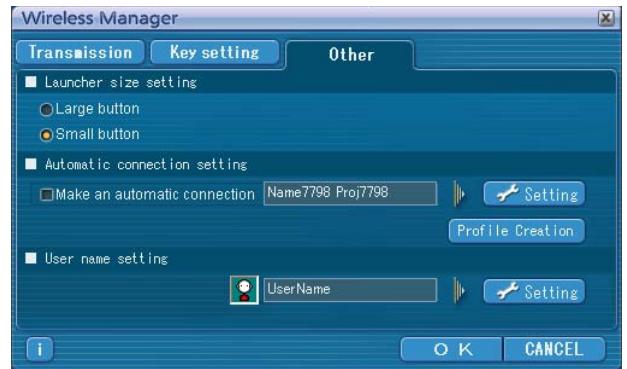 Wireless Manager
Transmission Key setting Other
Launcher size setting
Large button
Small button
Automatic connection setting
Make an automatic connection Name7798 Proj7798 Setting
Profile Creation
User name setting
UserName Setting
i OK CANCEL